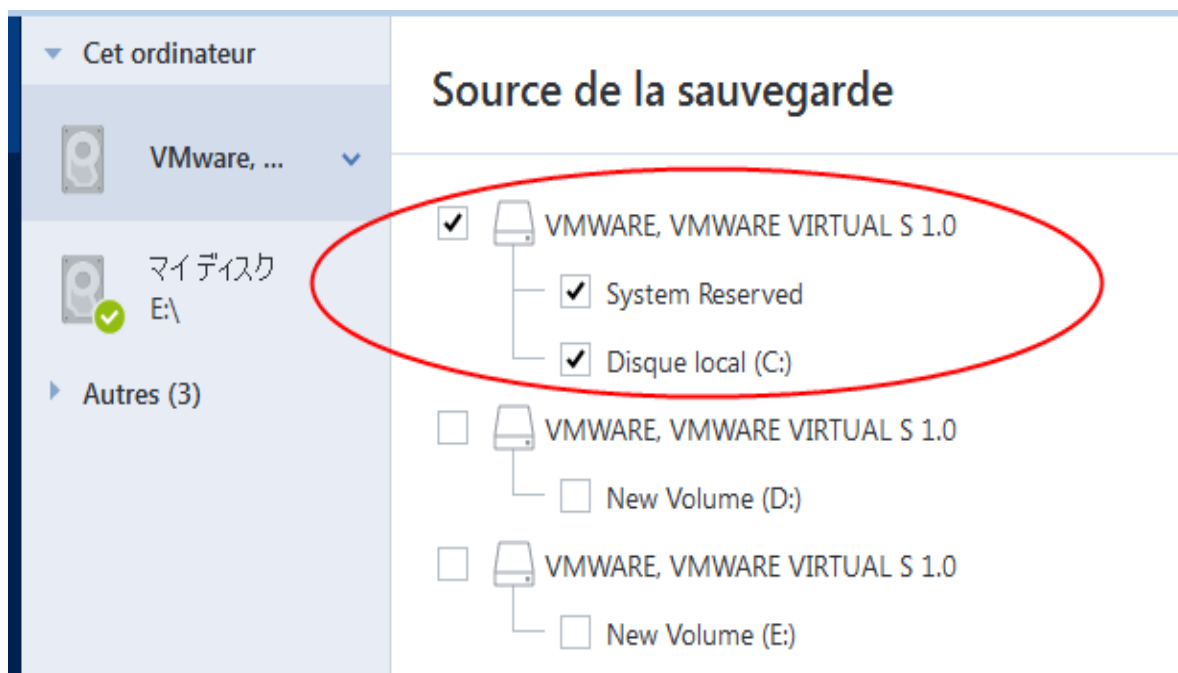 Cet ordinateur
VMware, ...
マイ ディスク
E:\
Autres (3)
Source de la sauvegarde
VMWARE, VMWARE VIRTUAL S 1.0
System Reserved
Disque local (C:)
VMWARE, VMWARE VIRTUAL S 1.0
New Volume (D:)
VMWARE, VMWARE VIRTUAL S 1.0
New Volume (E:)